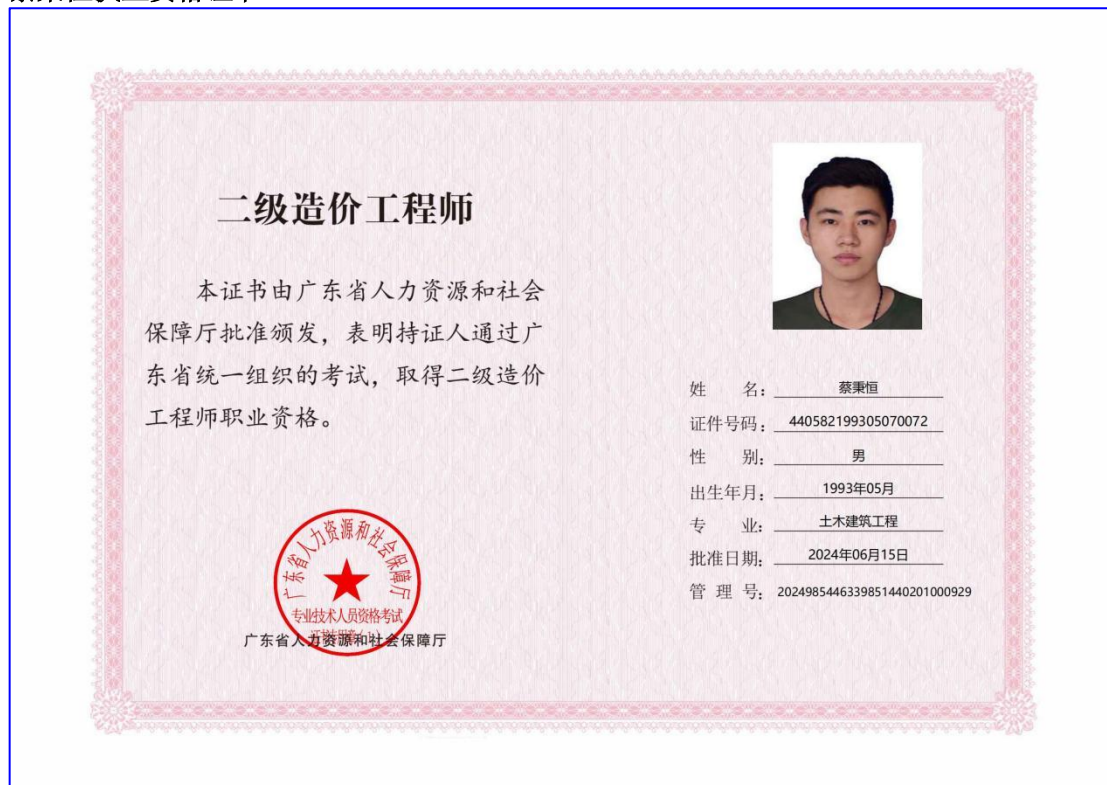 二级造价工程师
本证书由广东省人力资源和社会
保障厅批准颁发，表明持证人通过广
东省统一组织的考试，取得二级造价
工程师职业资格。
广东省人力资源和社会保障厅
专业技术人员资格考试
广东省人力资源和社会保障厅
姓 名： 蔡秉恒
证件号码： 440582199305070072
性 别： 男
出生年月： 1993年05月
专 业： 土木建筑工程
批准日期： 2024年06月15日
管 理 号： 20249854463398514402010​00929